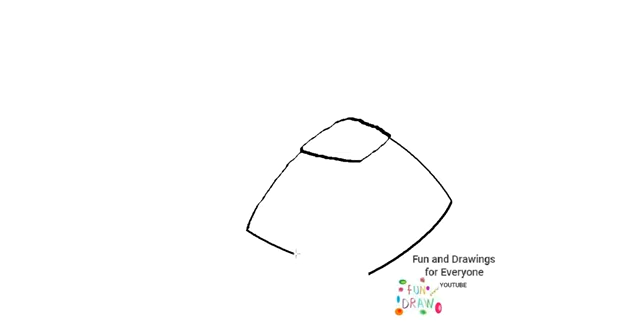 Fun and Drawings
for Everyone
YOUTUBE
FUN
DRAW